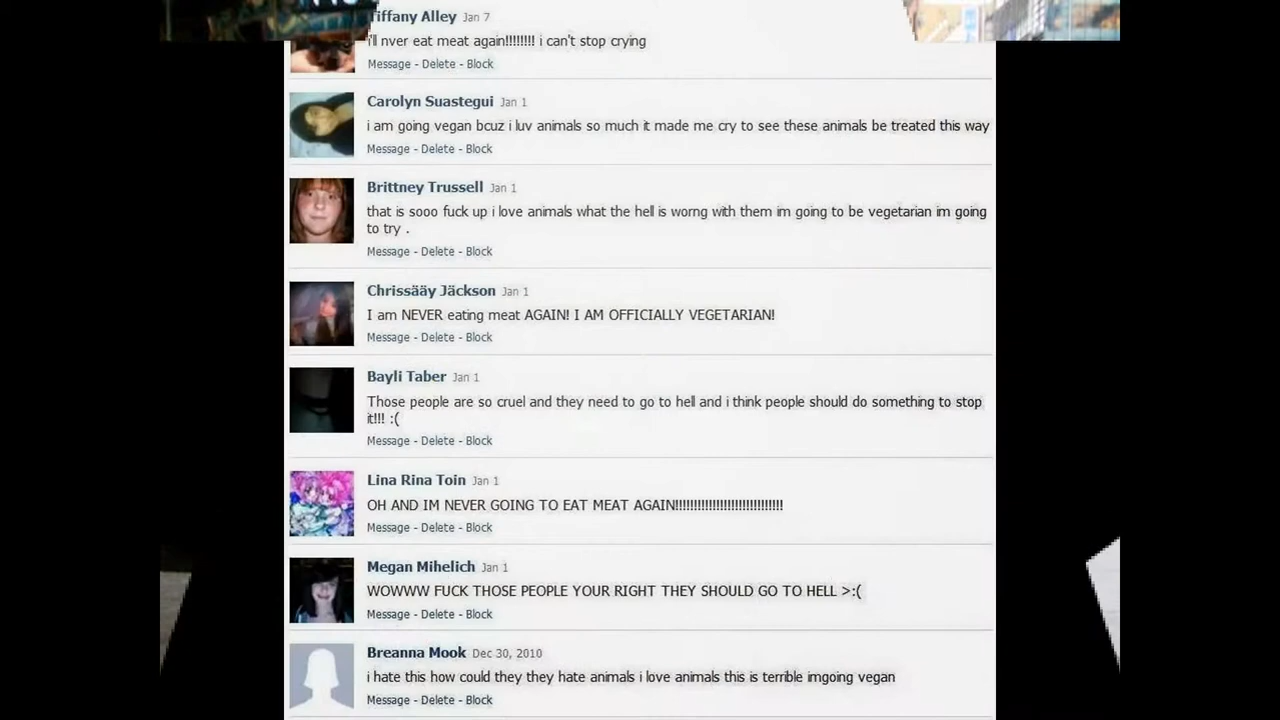 Tiffany Alley Jan 7
i'll nver eat meat again!!!!!!!! i can't stop crying
Message - Delete - Block
Carolyn Suastegui Jan 1
i am going vegan bcuz i luv animals so much it made me cry to see these animals be treated this way
Message - Delete - Block
Brittney Trussell Jan 1
that is sooo fuck up i love animals what the hell is worng with them im going to be vegetarian im going
to try .
Message - Delete - Block
Chrissääy Jäckson Jan 1
I am NEVER eating meat AGAIN! I AM OFFICIALLY VEGETARIAN!
Message - Delete - Block
Bayli Taber Jan 1
Those people are so cruel and they need to go to hell and i think people should do something to stop
it!!! :(
Message - Delete - Block
Lina Rina Toin Jan 1
OH AND IM NEVER GOING TO EAT MEAT AGAIN!!!!!!!!!!!!!!!!!!!!!!!!!!!!!
Message - Delete - Block
Megan Mihelich Jan 1
WOWWW FUCK THOSE PEOPLE YOUR RIGHT THEY SHOULD GO TO HELL >:(
Message - Delete - Block
Breanna Mook Dec 30, 2010
i hate this how could they they hate animals i love animals this is terrible imgoing vegan
Message - Delete - Block